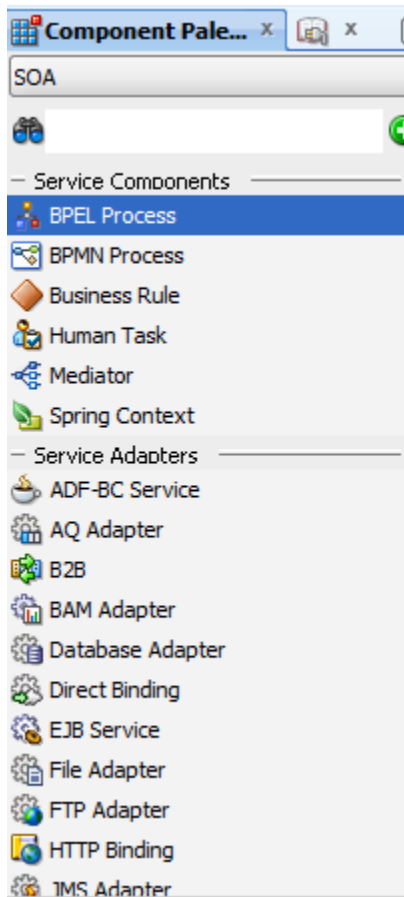 Component Pale...
SOA
Service Components
BPEL Process
BPMN Process
Business Rule
Human Task
Mediator
Spring Context
Service Adapters
ADF-BC Service
AQ Adapter
B2B
BAM Adapter
Database Adapter
Direct Binding
EJB Service
File Adapter
FTP Adapter
HTTP Binding
JMS Adapter